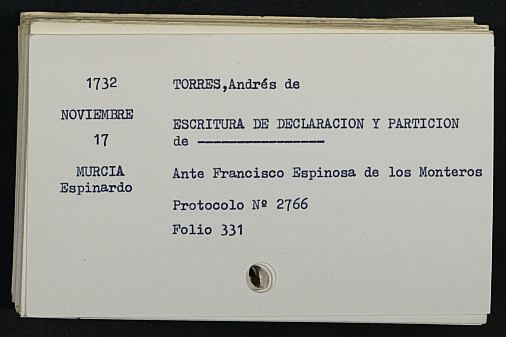 1732
TORRES,Andrés de
NOVIEMBRE
17
ESCRITURA DE DECLARACION Y PARTICION
de ----------------
MURCIA
Espinardo
Ante Francisco Espinosa de los Monteros
Protocolo Nº 2766
Folio 331